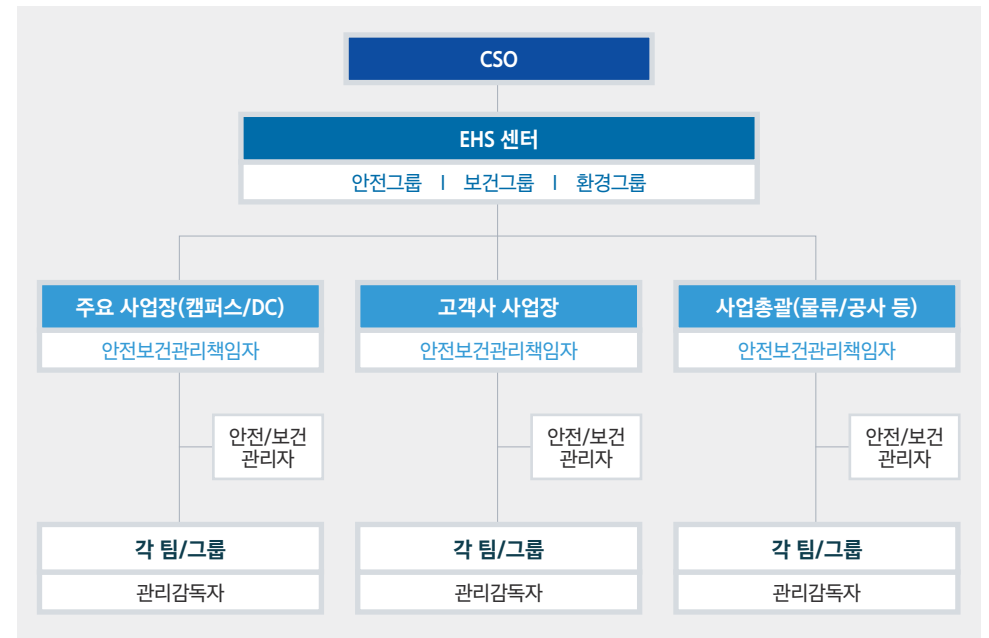 CSO
EHS 센터
안전그룹 I 보건그룹 I 환경그룹
주요 사업장(캠퍼스/DC)
안전보건관리책임자
고객사 사업장
안전보건관리책임자
사업총괄(물류/공사 등)
안전보건관리책임자
안전/보건
관리자
안전/보건
관리자
안전/보건
관리자
각 팀/그룹
관리감독자
각 팀/그룹
관리감독자
각 팀/그룹
관리감독자